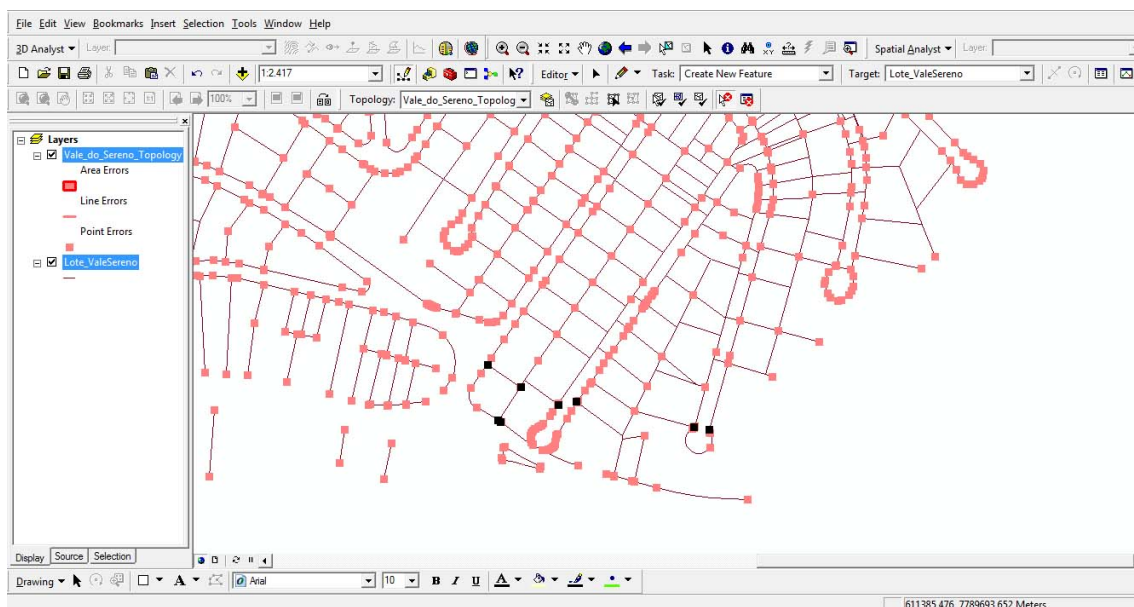 File Edit View Bookmarks Insert Selection Tools Window Help
3D Analyst Layer: Spatial Analyst Layer:
1:2.417 Editor Task: Create New Feature Target: Lote_ValeSereno
100% Topology: Vale_do_Sereno_Topolog
Layers
Vale_do_Sereno_Topology
Area Errors
Line Errors
Point Errors
Lote_ValeSereno
Display Source Selection
Drawing A Arial 10 B I U A
611385,476 7789693,652 Meters